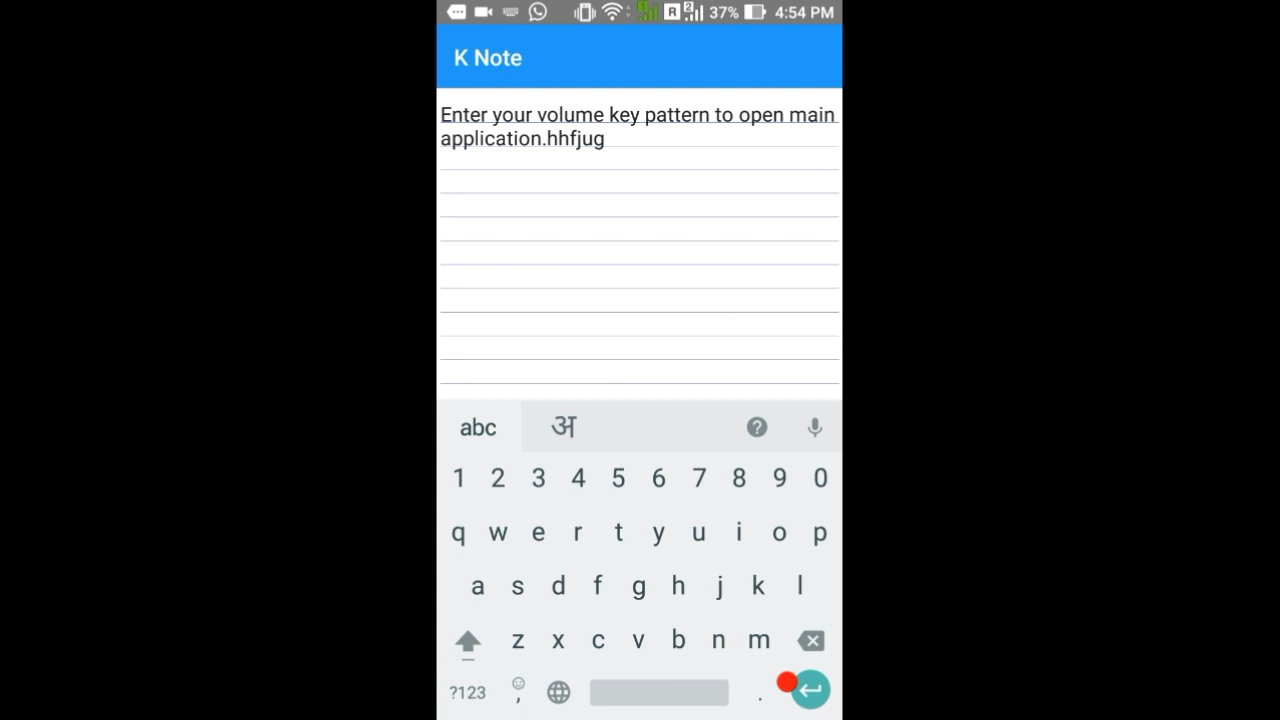 37% 4:54 PM
K Note
Enter your volume key pattern to open main
application.hhfjug
abc अ
1 2 3 4 5 6 7 8 9 0
q w e r t y u i o p
a s d f g h j k l
z x c v b n m
?123 , .